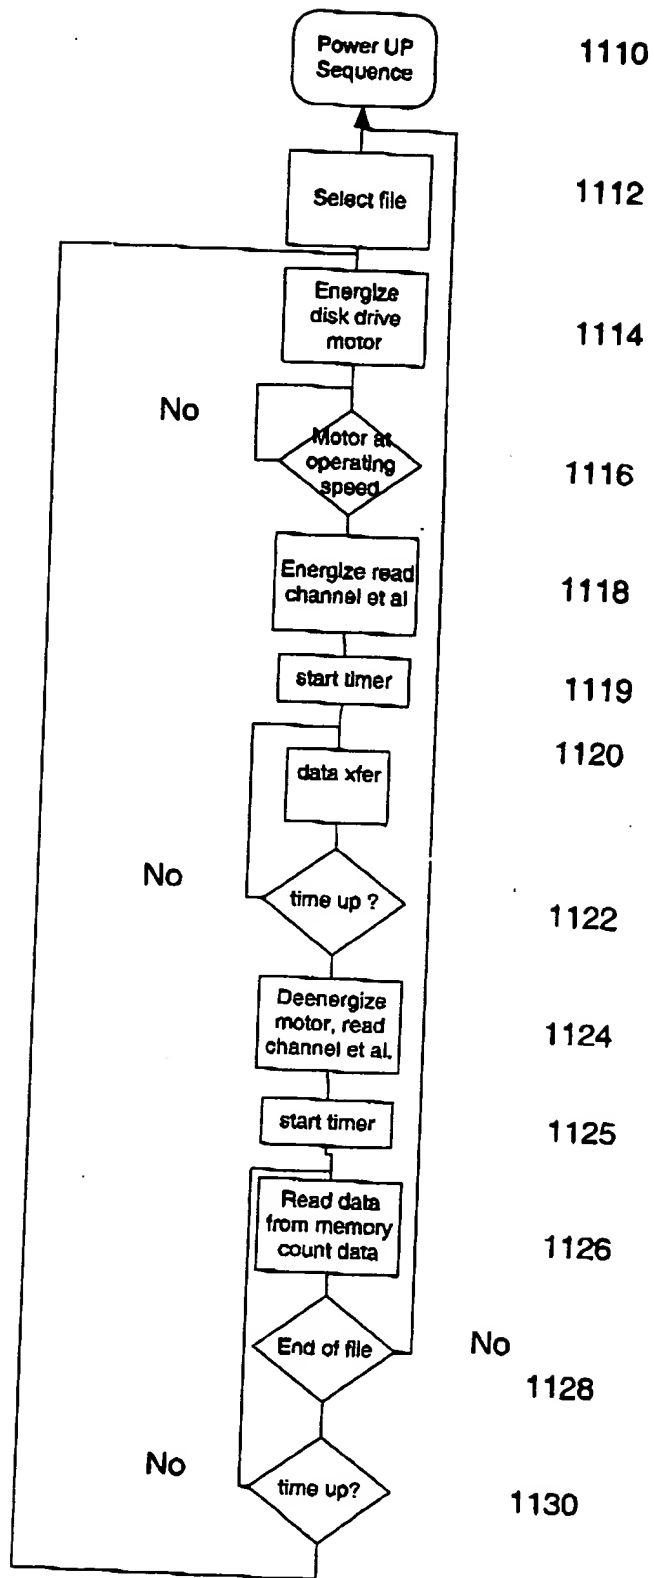 Power UP
Sequence
1110
Select file
1112
Energize
disk drive
motor
1114
No
Motor at
operating
speed
1116
Energize read
channel et al
1118
start timer
1119
data xfer
1120
No
time up ?
1122
Deenergize
motor, read
channel et al.
1124
start timer
1125
Read data
from memory
count data
1126
End of file
No
1128
No
time up?
1130